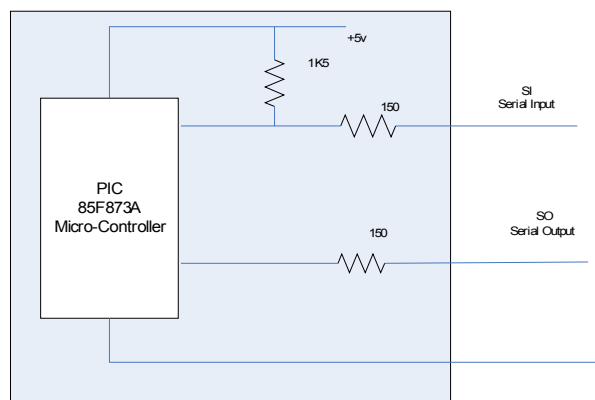 +5v
1K5
150
SI
Serial Input
PIC
85F873A
Micro-Controller
150
SO
Serial Output